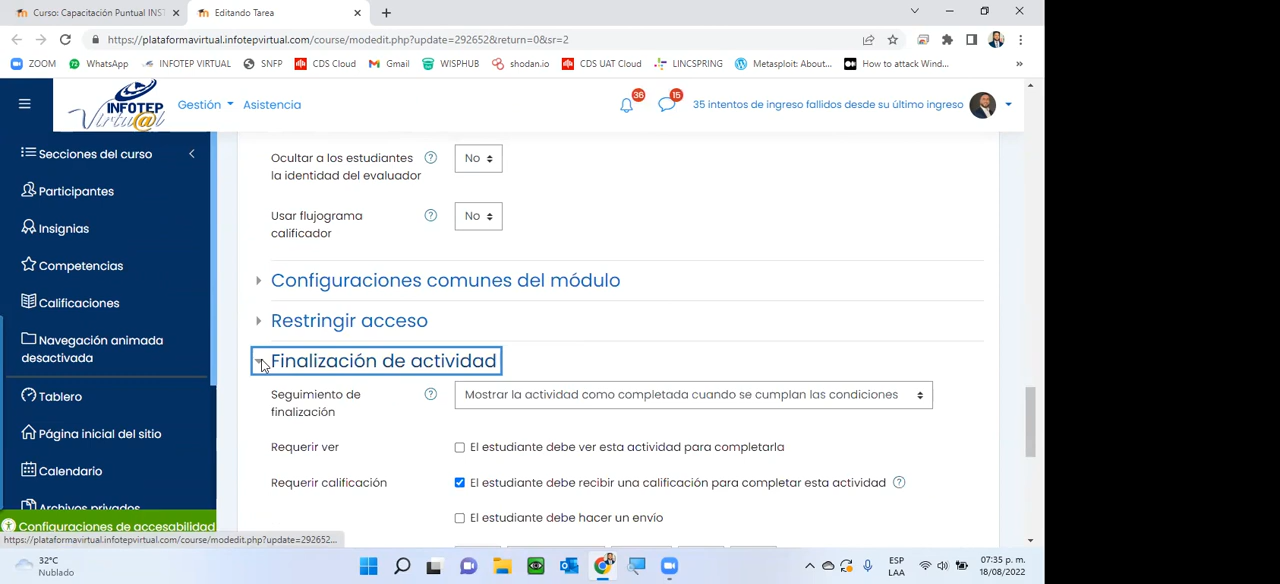 Curso: Capacitación Puntual INST
Editando Tarea
https://plataformavirtual.infotepvirtual.com/course/modedit.php?update=292652&return=0&sr=2
ZOOM
WhatsApp
INFOTEP VIRTUAL
SNFP
CDS Cloud
Gmail
WISPHUB
shodan.io
CDS UAT Cloud
LINCSPRING
Metasploit: About...
How to attack Wind...
»
INFOTEP
Virtu@l
Gestión
Asistencia
36
15
35 intentos de ingreso fallidos desde su último ingreso
Secciones del curso
Participantes
Insignias
Competencias
Calificaciones
Navegación animada
desactivada
Tablero
Página inicial del sitio
Calendario
Archivos privados
Configuraciones de accesabilidad
Ocultar a los estudiantes
la identidad del evaluador
No
Usar flujograma
calificador
No
Configuraciones comunes del módulo
Restringir acceso
Finalización de actividad
Seguimiento de
finalización
Mostrar la actividad como completada cuando se cumplan las condiciones
Requerir ver
El estudiante debe ver esta actividad para completarla
Requerir calificación
El estudiante debe recibir una calificación para completar esta actividad
El estudiante debe hacer un envío
https://plataformavirtual.infotepvirtual.com/course/modedit.php?update=292652...
32°C
Nublado
ESP
LAA
07:35 p. m.
18/08/2022